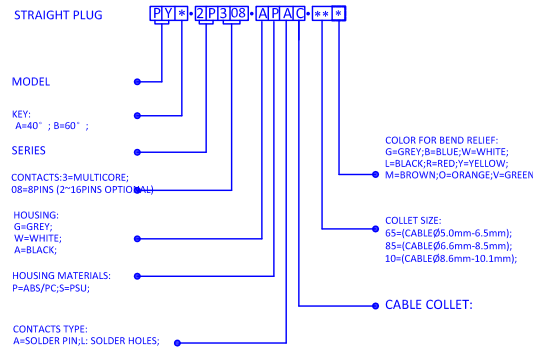 STRAIGHT PLUG
PY*•2P308•APAC•***
MODEL
KEY:
A=40° ; B=60° ;
SERIES
CONTACTS:3=MULTICORE;
08=8PINS (2~16PINS OPTIONAL)
HOUSING:
G=GREY;
W=WHITE;
A=BLACK;
HOUSING MATERIALS:
P=ABS/PC;S=PSU;
CONTACTS TYPE:
A=SOLDER PIN;L: SOLDER HOLES;
COLOR FOR BEND RELIEF:
G=GREY;B=BLUE;W=WHITE;
L=BLACK;R=RED;Y=YELLOW;
M=BROWN;O=ORANGE;V=GREEN
COLLET SIZE:
65=(CABLEØ5.0mm-6.5mm);
85=(CABLEØ6.6mm-8.5mm);
10=(CABLEØ8.6mm-10.1mm);
CABLE COLLET: